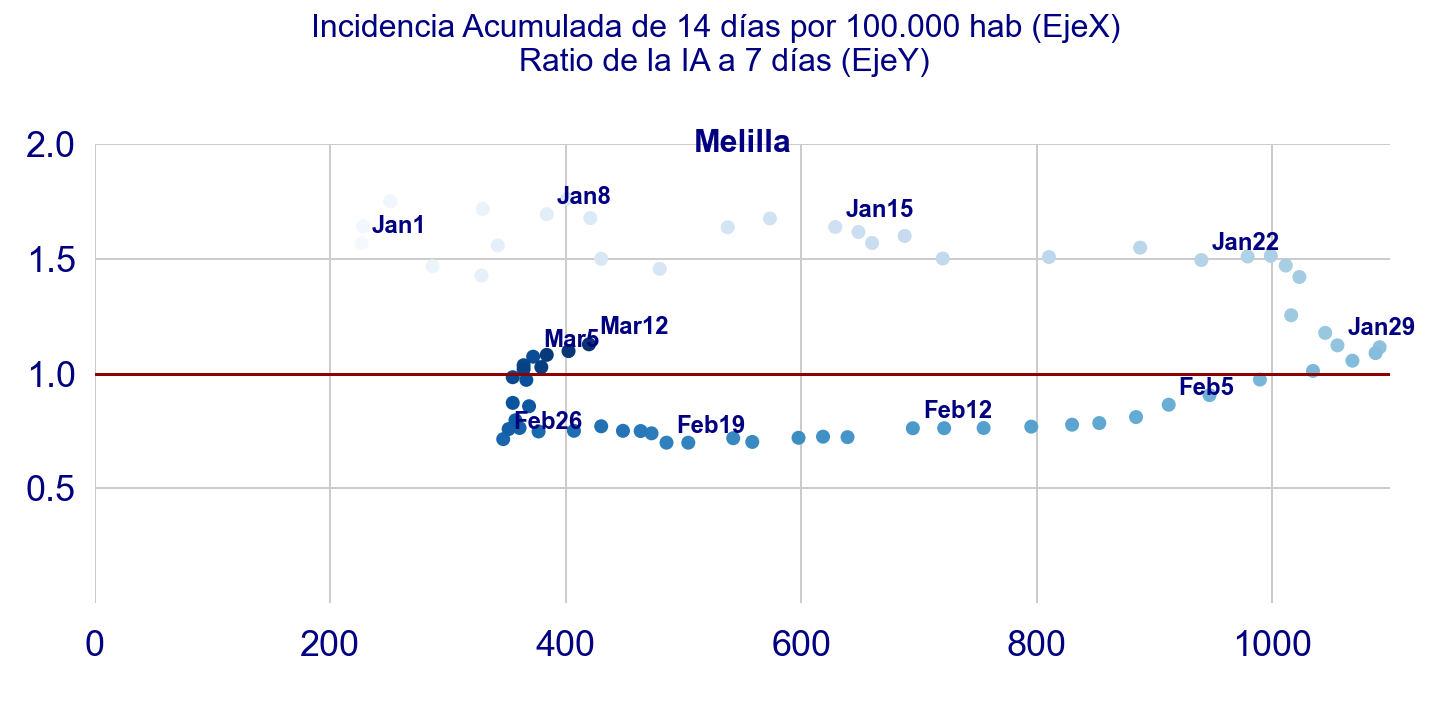 Incidencia Acumulada de 14 días por 100.000 hab (EjeX)
Ratio de la IA a 7 días (EjeY)
Melilla
2.0
Jan8
Jan15
Jan1
Jan22
1.5
Mar12
Jan29
Mar5
1.0
Feb5
Feb12
Feb26
Feb19
0.5
0
200
400
600
800
1000